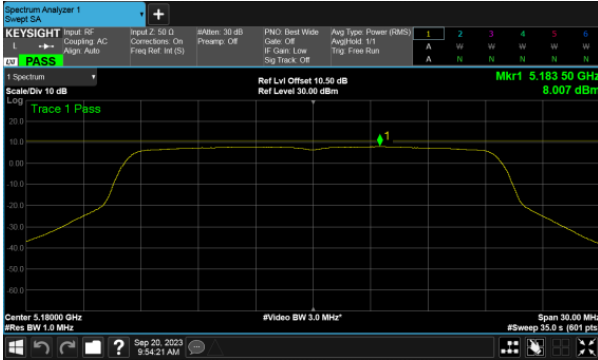 Spectrum Analyzer 1
Swept SA
KEYSIGHT
L
LXI
PASS
Input: RF
Coupling: AC
Align: Auto
Input Z: 50 Ω
Corrections: On
Freq Ref: Int (S)
#Atten: 30 dB
Preamp: Off
PNO: Best Wide
Gate: Off
IF Gain: Low
Sig Track: Off
Avg Type: Power (RMS)
Avg|Hold: 1/1
Trig: Free Run
1 2 3 4 5 6
A W W W W W
A N N N N N
1 Spectrum
Scale/Div 10 dB
Ref Lvl Offset 10.50 dB
Ref Level 30.00 dBm
Mkr1 5.183 50 GHz
8.007 dBm
Log
Trace 1 Pass
1
20.0
10.0
0.00
-10.0
-20.0
-30.0
-40.0
-50.0
-60.0
Center 5.18000 GHz
#Res BW 1.0 MHz
#Video BW 3.0 MHz*
Span 30.00 MHz
#Sweep 35.0 s (601 pts)
?
Sep 20, 2023
9:54:21 AM